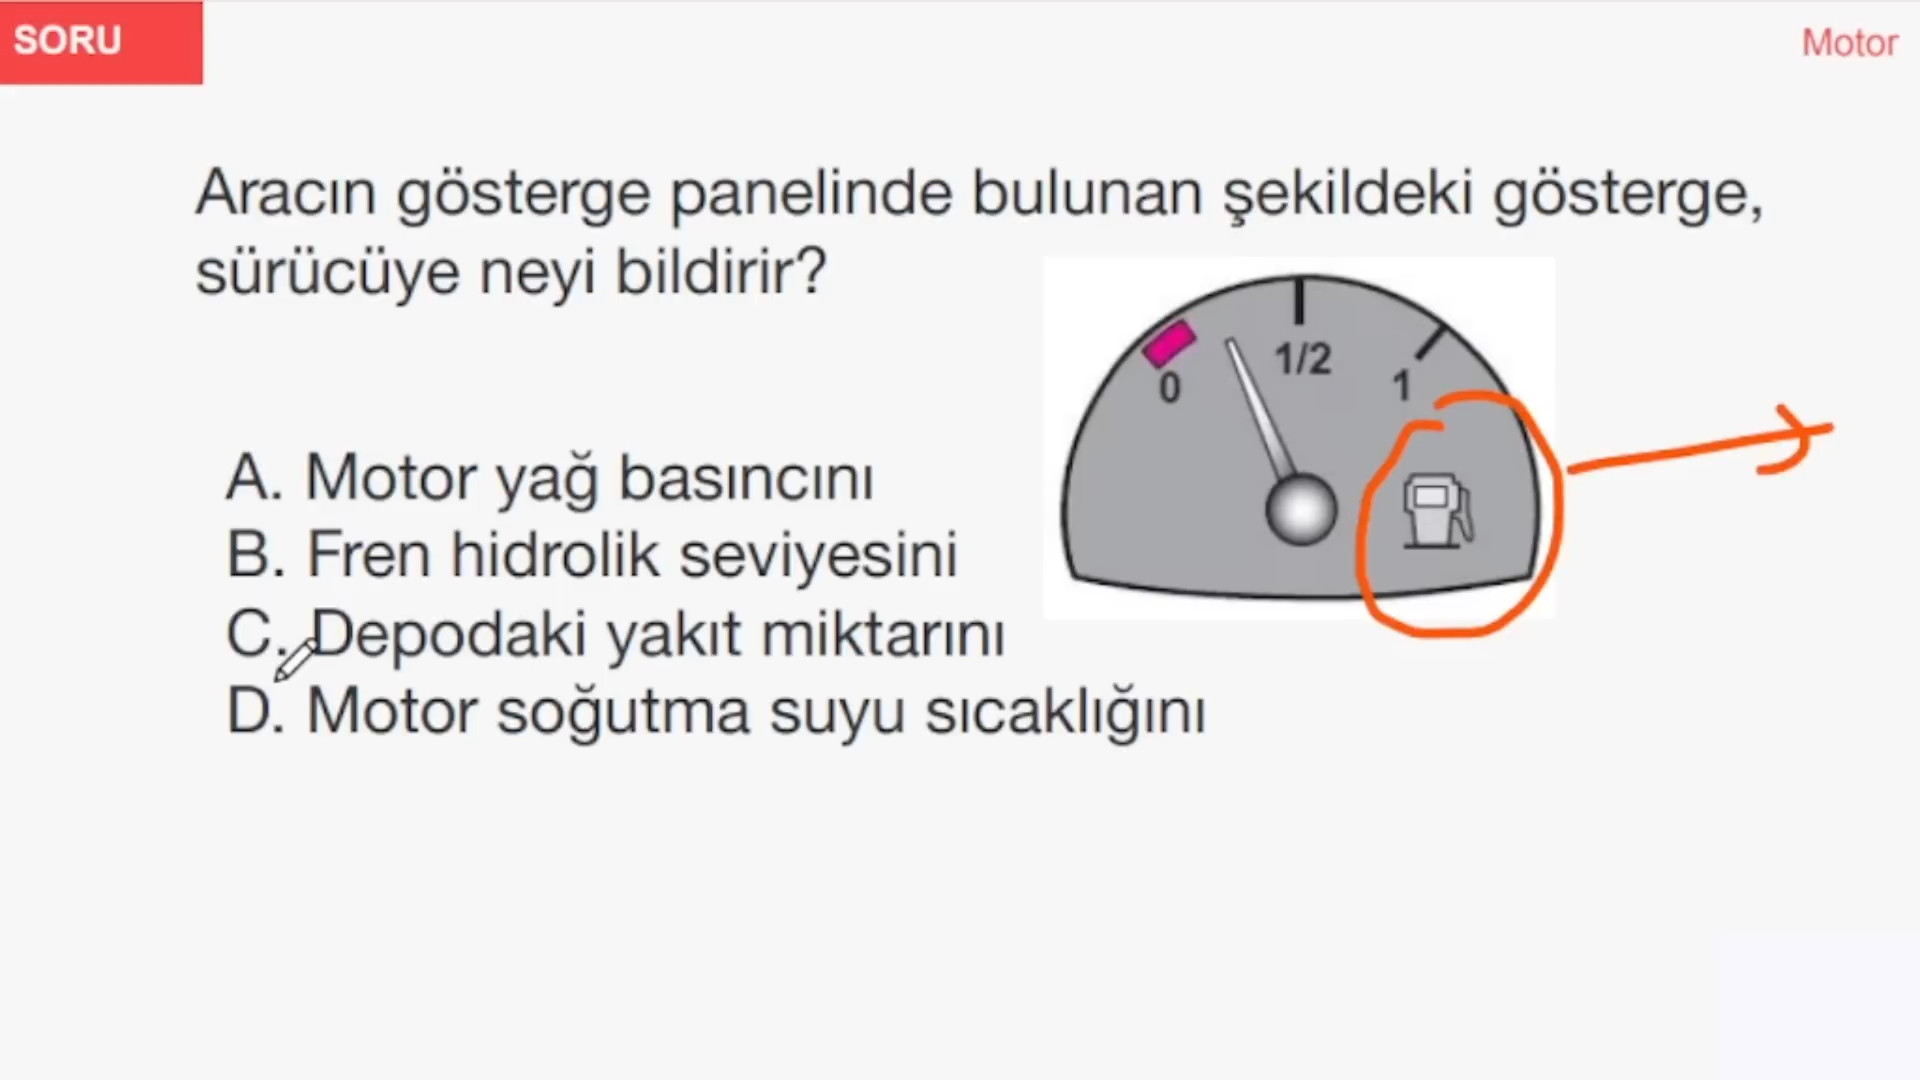 SORU
Motor
Aracın gösterge panelinde bulunan şekildeki gösterge,
sürücüye neyi bildirir?
0
1/2
1
A. Motor yağ basıncını
B. Fren hidrolik seviyesini
C. Depodaki yakıt miktarını
D. Motor soğutma suyu sıcaklığını